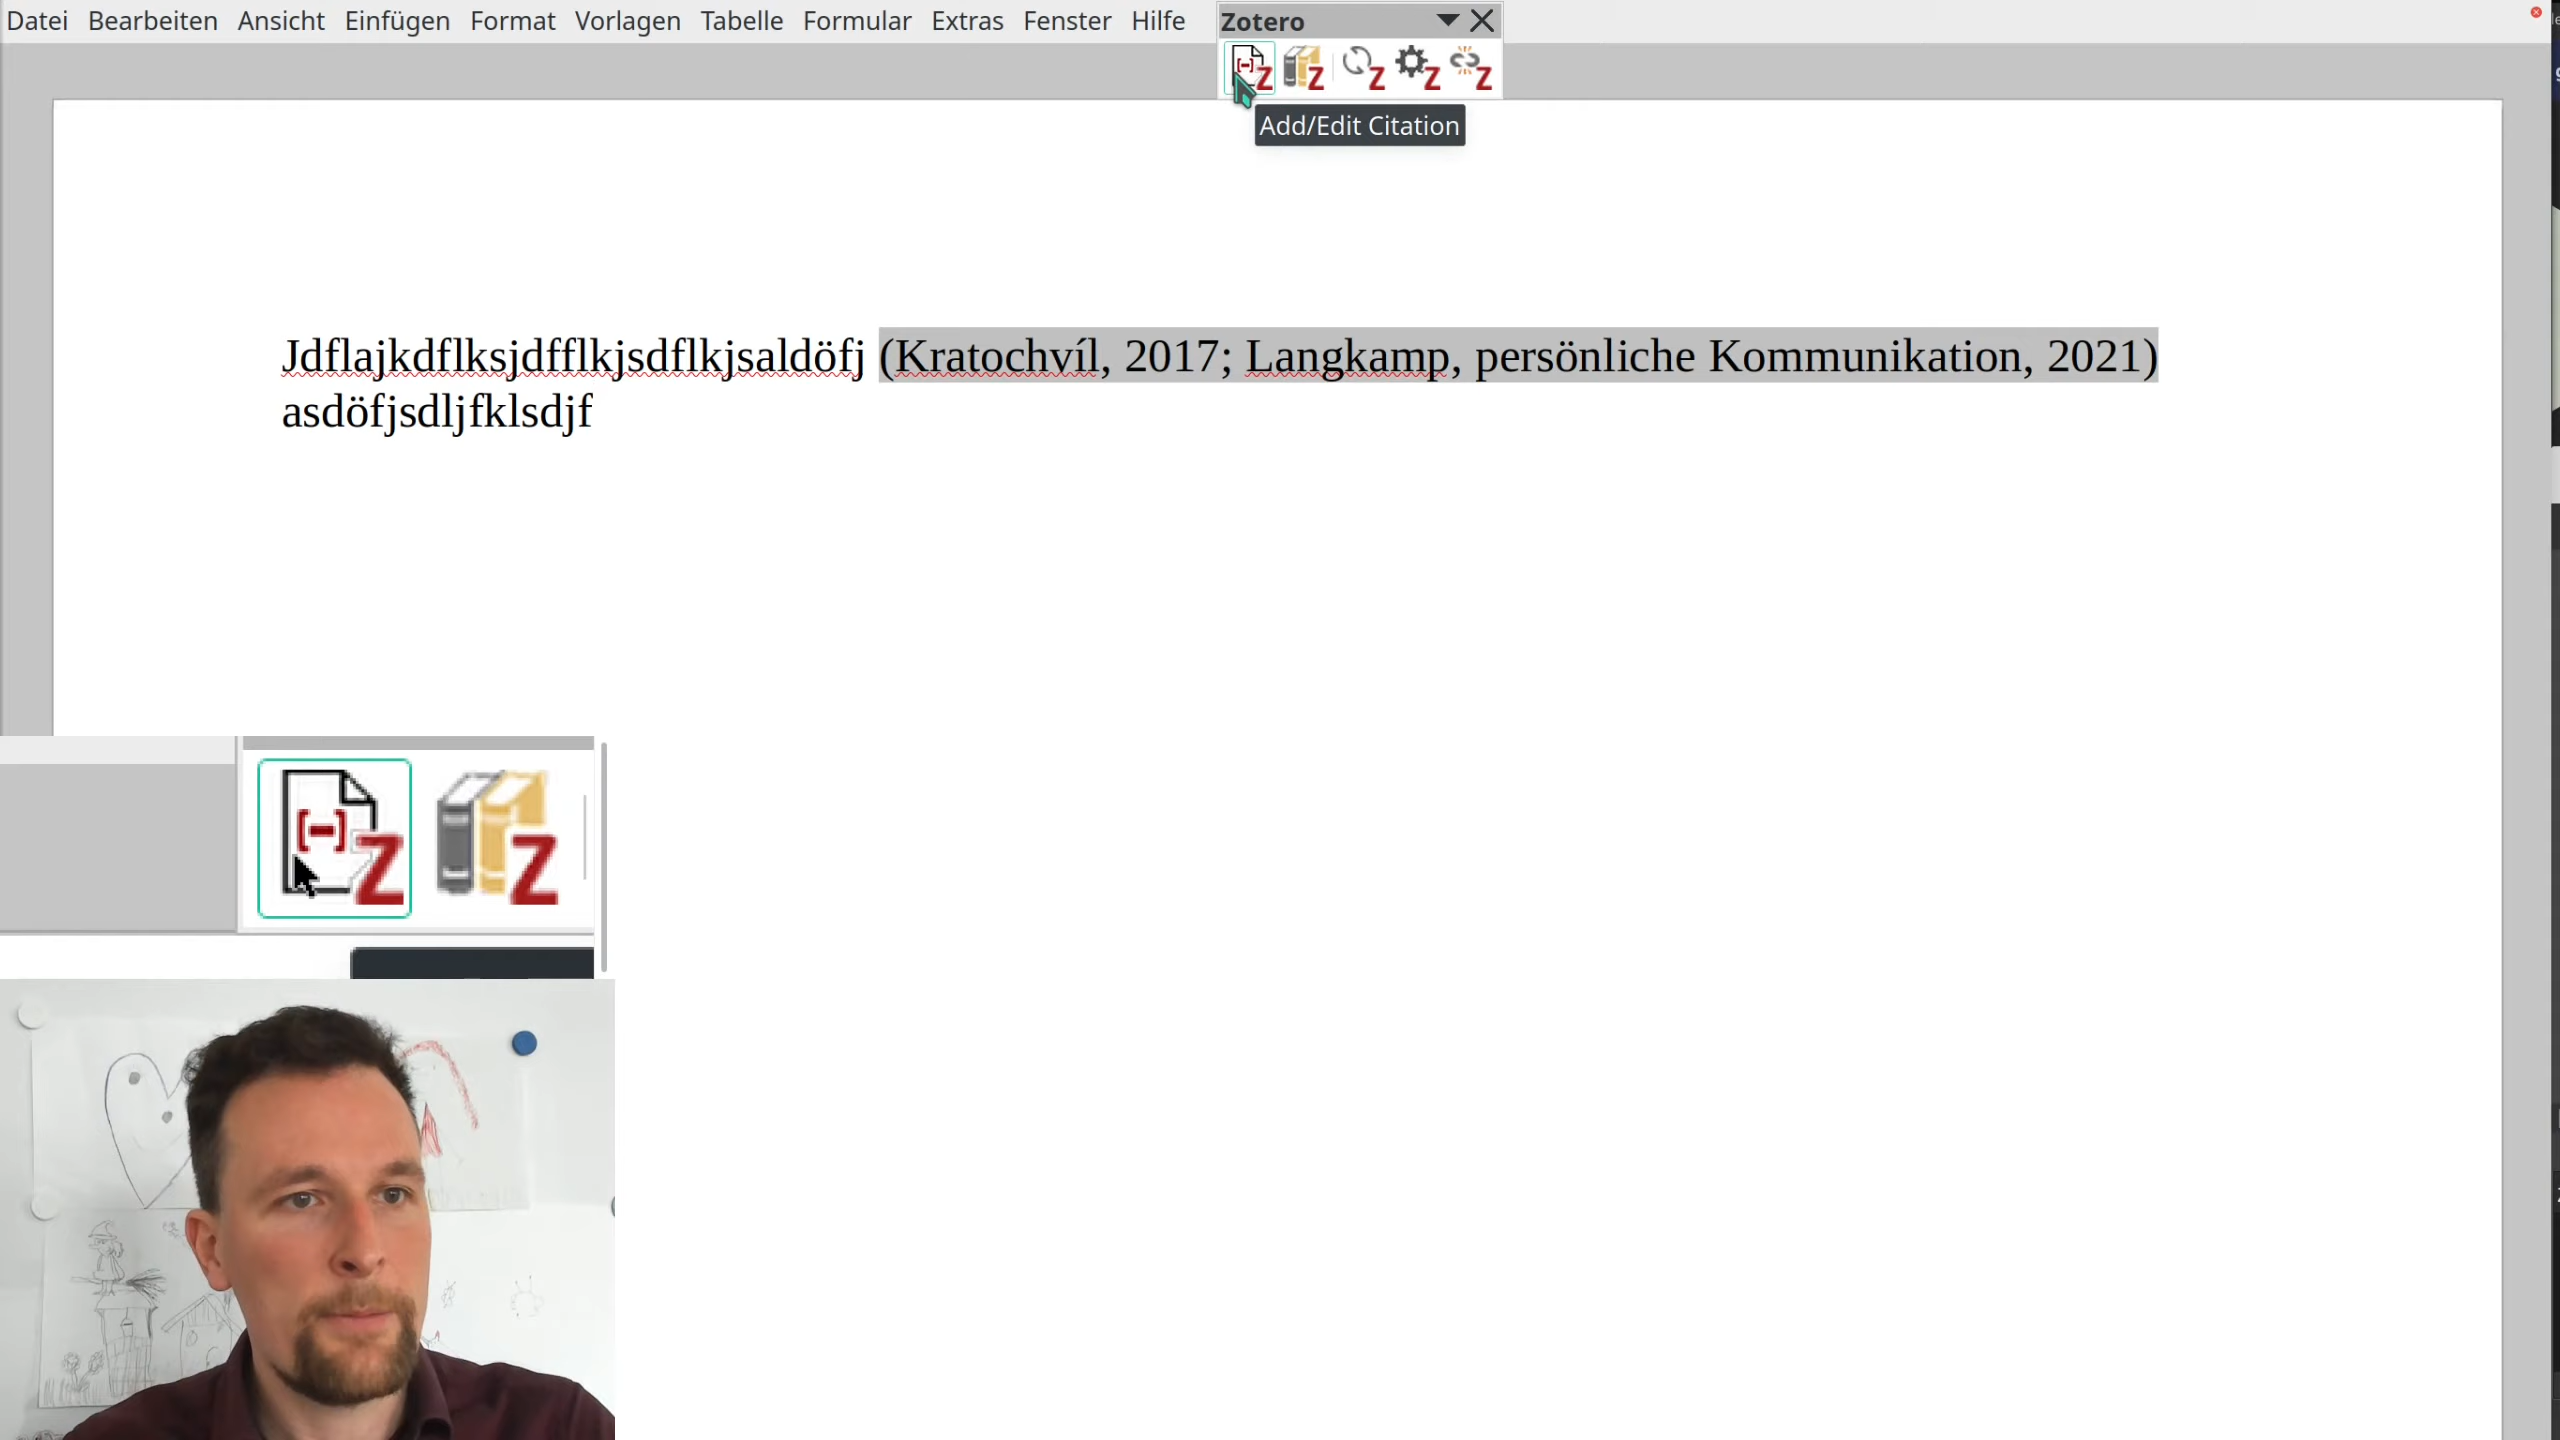 Datei Bearbeiten Ansicht Einfügen Format Vorlagen Tabelle Formular Extras Fenster Hilfe
Zotero
Add/Edit Citation
Jdflajkdflksjdfflkjsdflkjsaldöfj (Kratochvíl, 2017; Langkamp, persönliche Kommunikation, 2021)
asdöfjsdljfklsdjf